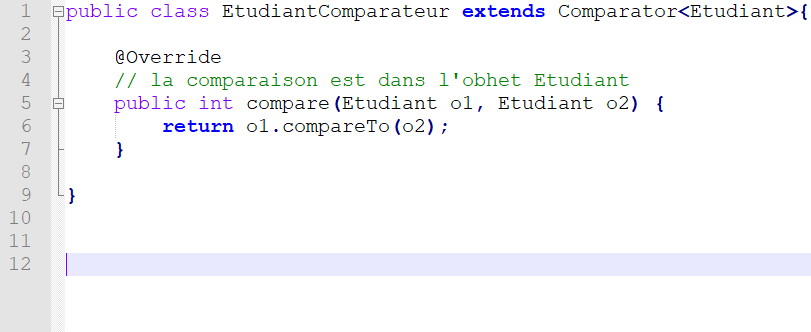 1 public class EtudiantComparateur extends Comparator<Etudiant>{
2
3 @Override
4 // la comparaison est dans l'obhet Etudiant
5 public int compare(Etudiant o1, Etudiant o2) {
6 return o1.compareTo(o2);
7 }
8
9 }
10
11
12